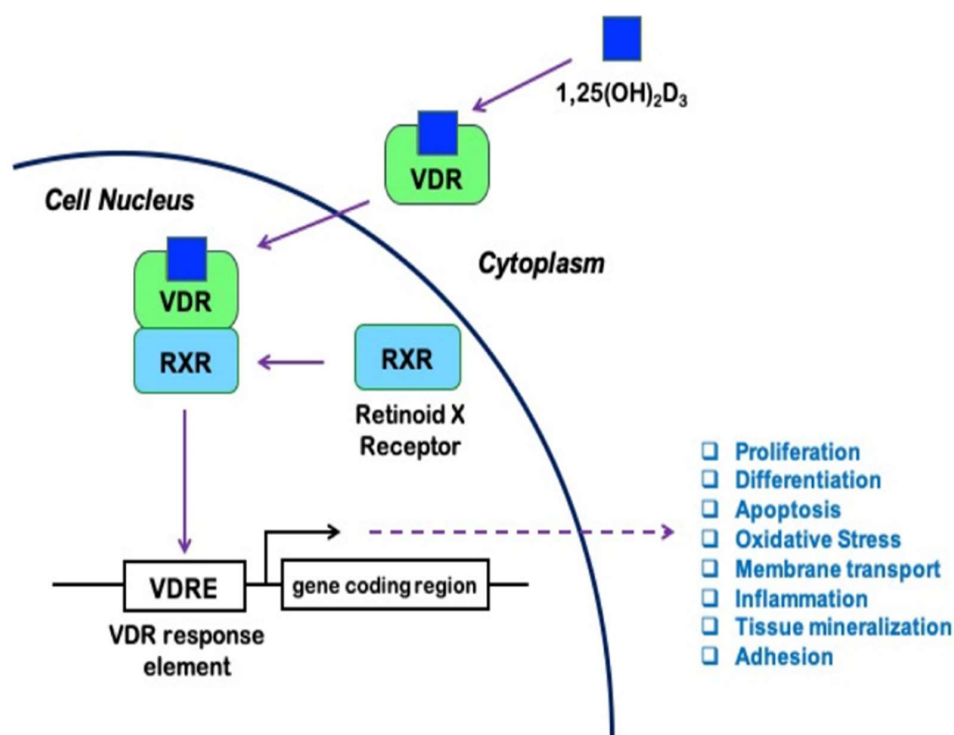 1,25(OH)₂D₃
VDR
Cell Nucleus
Cytoplasm
VDR
RXR
RXR
Retinoid X
Receptor
Proliferation
Differentiation
Apoptosis
Oxidative Stress
Membrane transport
Inflammation
Tissue mineralization
Adhesion
VDRE
gene coding region
VDR response
element